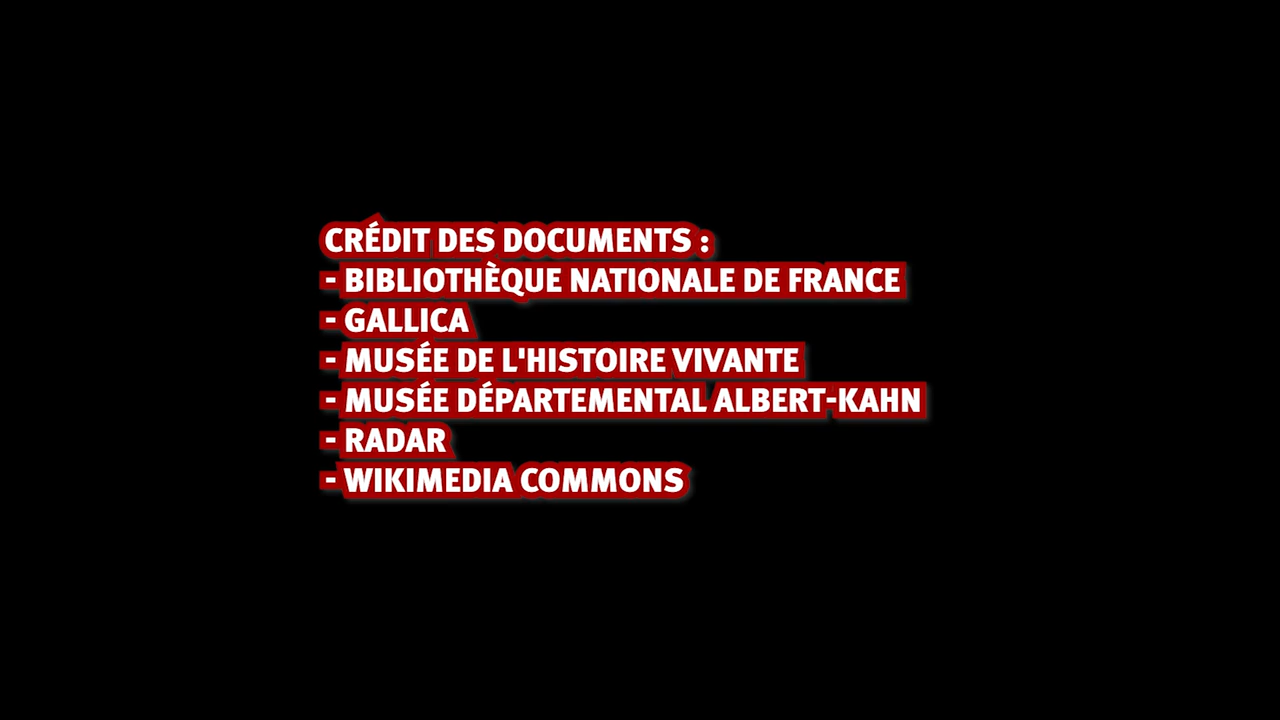 CRÉDIT DES DOCUMENTS :
- BIBLIOTHÈQUE NATIONALE DE FRANCE
- GALLICA
- MUSÉE DE L'HISTOIRE VIVANTE
- MUSÉE DÉPARTEMENTAL ALBERT-KAHN
- RADAR
- WIKIMEDIA COMMONS